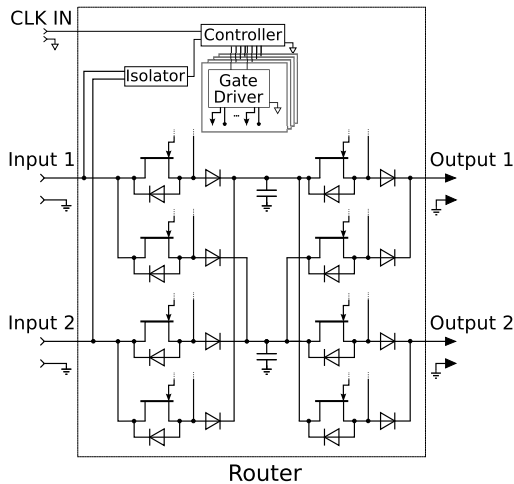 CLK IN
Controller
Isolator
Gate
Driver
...
Input 1
Output 1
Input 2
Output 2
Router